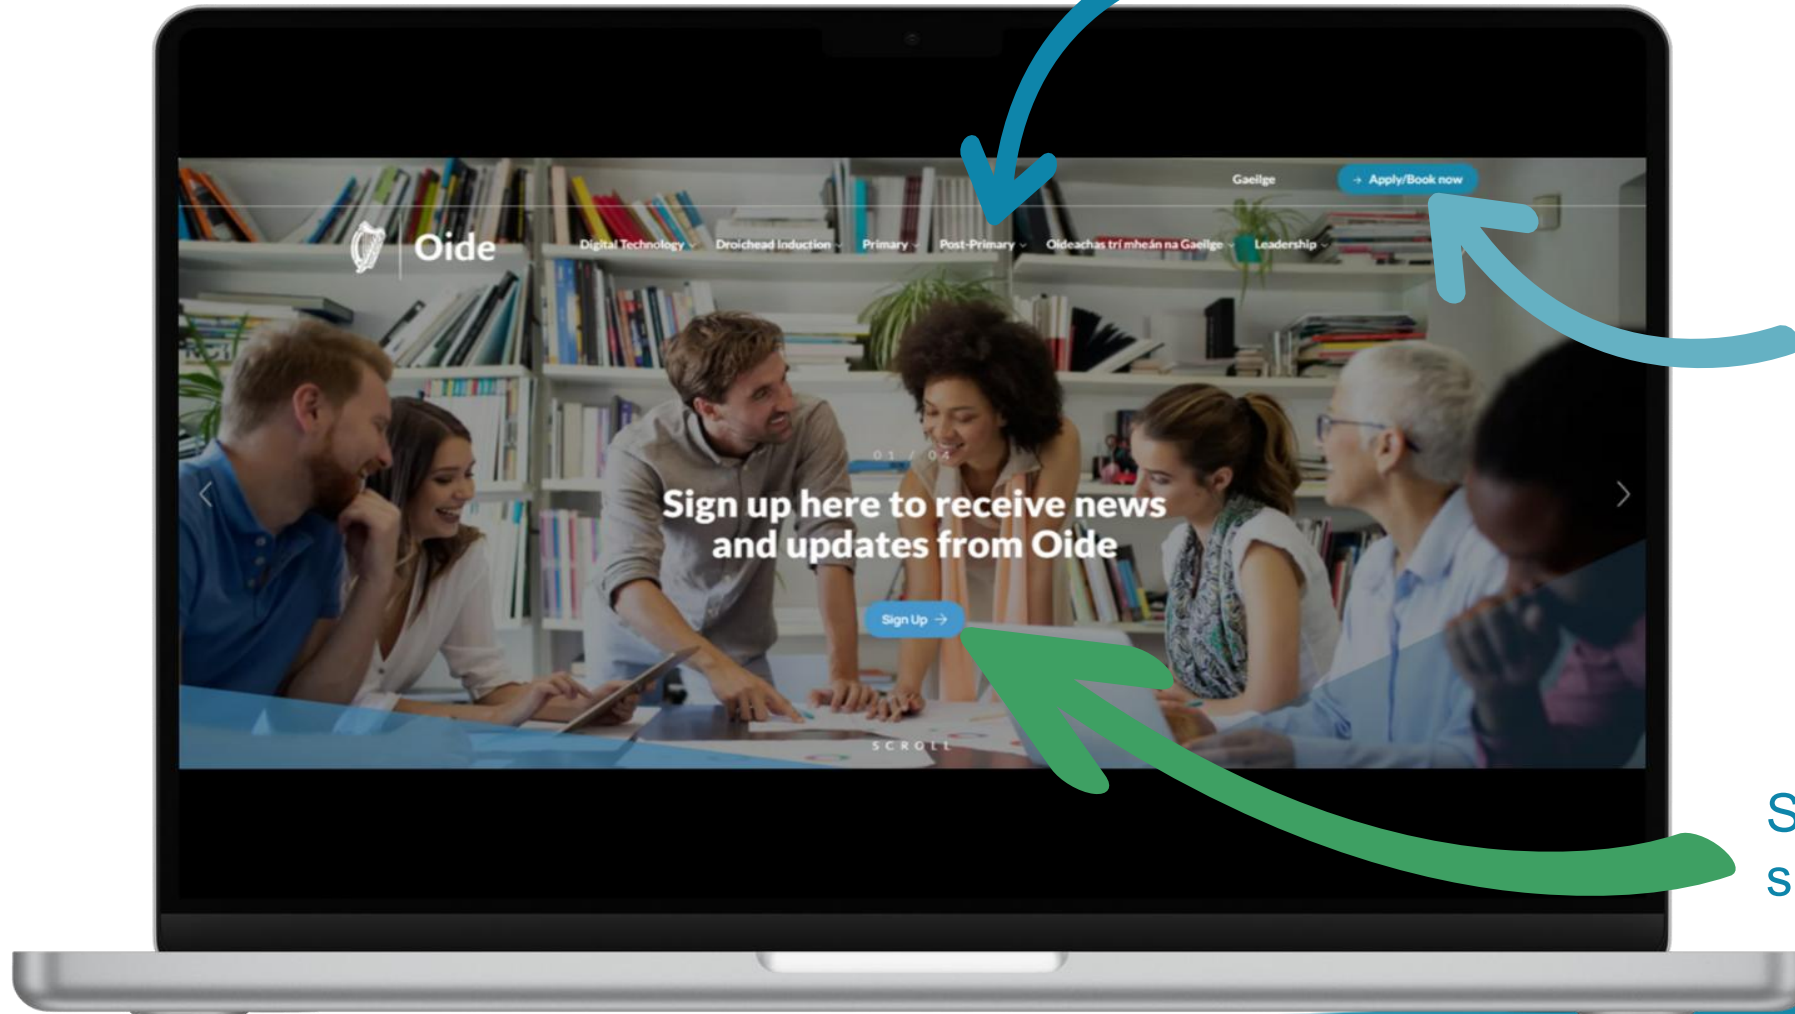 Gaeilge
→ Apply/Book now
Oide
Digital Technology
Droichead Induction
Primary
Post-Primary
Oideachas trí mheán na Gaeilge
Leadership
01 / 04
Sign up here to receive news
and updates from Oide
Sign Up →
SCROLL
S
s